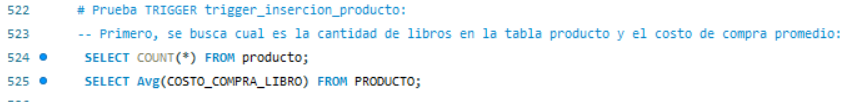 522 # Prueba TRIGGER trigger_insercion_producto:
523 -- Primero, se busca cual es la cantidad de libros en la tabla producto y el costo de compra promedio:
524 SELECT COUNT(*) FROM producto;
525 SELECT Avg(COSTO_COMPRA_LIBRO) FROM PRODUCTO;